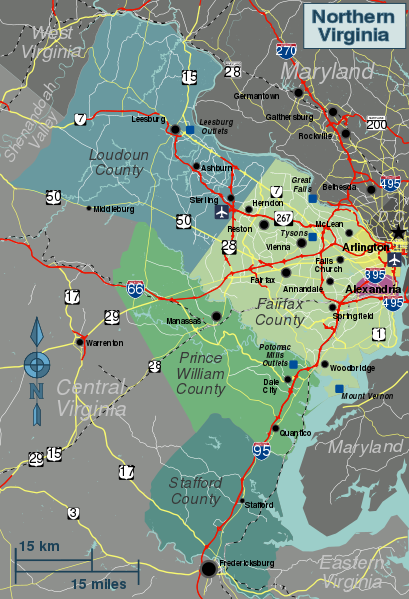 Northern
Virginia
West
Virginia
15
28
270
Maryland
Germantown
Gaithersburg
200
Rockville
Shenandoah
Valley
7
Leesburg
Leesburg
Outlets
Loudoun
County
Ashburn
Bethesda
495
Great
Falls
7
50
Middleburg
Sterling
Herndon
267
McLean
50
Reston
Tysons
Vienna
Arlington
28
Falls
Church
395
Fairfax
Annandale
Alexandria
66
17
Fairfax
County
495
29
Manassas
Springfield
1
Warrenton
28
Prince
William
County
Potomac
Mills
Outlets
Woodbridge
Dale
City
Mount Vernon
N
Central
Virginia
Quantico
Maryland
95
29
15
17
Stafford
County
3
Stafford
15 km
15 miles
Fredericksburg
Eastern
Virginia